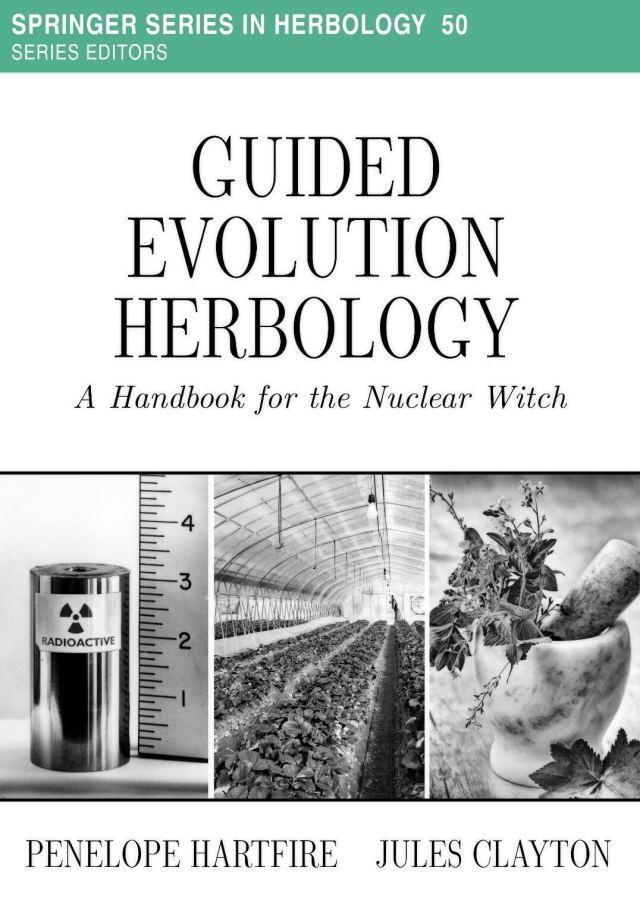 SPRINGER SERIES IN HERBOLOGY 50
SERIES EDITORS
GUIDED
EVOLUTION
HERBOLOGY
A Handbook for the Nuclear Witch
4
3
2
1
RADIOACTIVE
PENELOPE HARTFIRE JULES CLAYTON